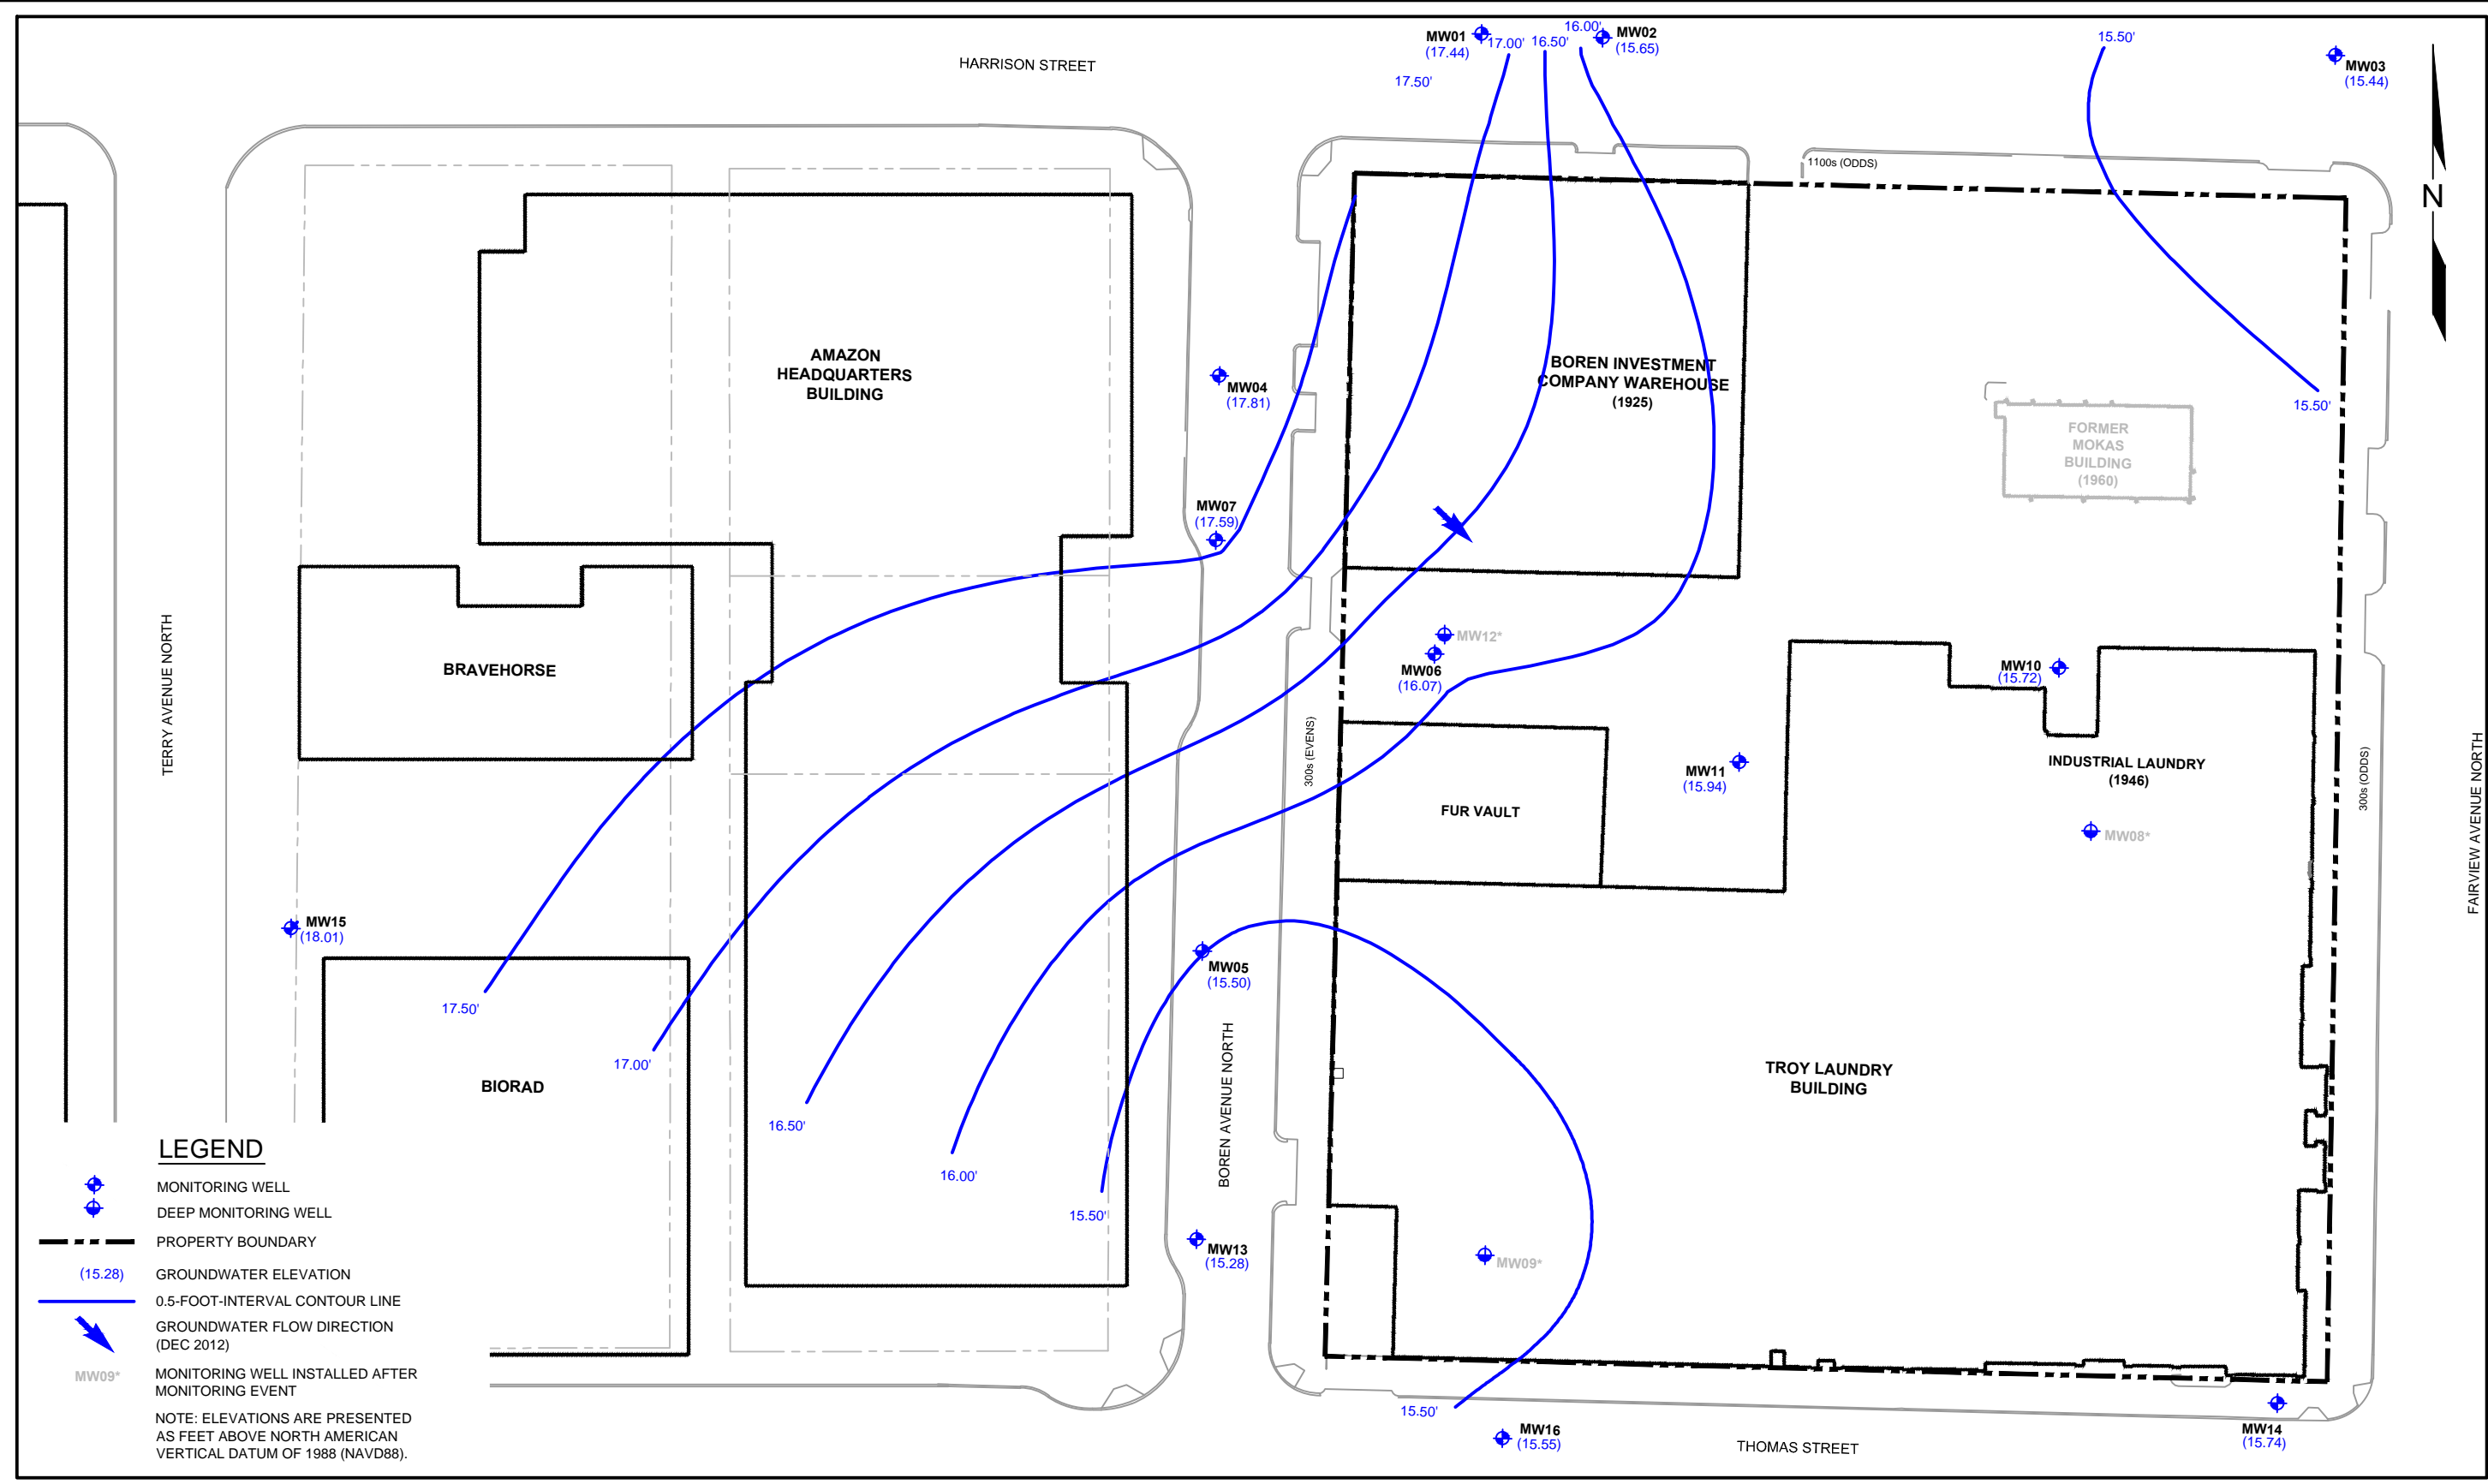 HARRISON STREET
MW01
(17.44)
17.00'
16.50'
16.00'
MW02
(15.65)
17.50'
15.50'
MW03
(15.44)
N
1100s (ODDS)
AMAZON
HEADQUARTERS
BUILDING
MW04
(17.81)
BOREN INVESTMENT
COMPANY WAREHOUSE
(1925)
15.50'
FORMER
MOKAS
BUILDING
(1960)
MW07
(17.59)
TERRY AVENUE NORTH
BRAVEHORSE
MW12*
MW06
(16.07)
300s (EVENS)
MW10
(15.72)
MW11
(15.94)
INDUSTRIAL LAUNDRY
(1946)
300s (ODDS)
FAIRVIEW AVENUE NORTH
FUR VAULT
MW08*
MW15
(18.01)
MW05
(15.50)
17.50'
17.00'
BIORAD
16.50'
16.00'
15.50'
BOREN AVENUE NORTH
TROY LAUNDRY
BUILDING
MW13
(15.28)
MW09*
15.50'
MW16
(15.55)
THOMAS STREET
MW14
(15.74)
LEGEND
MONITORING WELL
DEEP MONITORING WELL
PROPERTY BOUNDARY
(15.28) GROUNDWATER ELEVATION
0.5-FOOT-INTERVAL CONTOUR LINE
GROUNDWATER FLOW DIRECTION
(DEC 2012)
MW09* MONITORING WELL INSTALLED AFTER
MONITORING EVENT
NOTE: ELEVATIONS ARE PRESENTED
AS FEET ABOVE NORTH AMERICAN
VERTICAL DATUM OF 1988 (NAVD88).